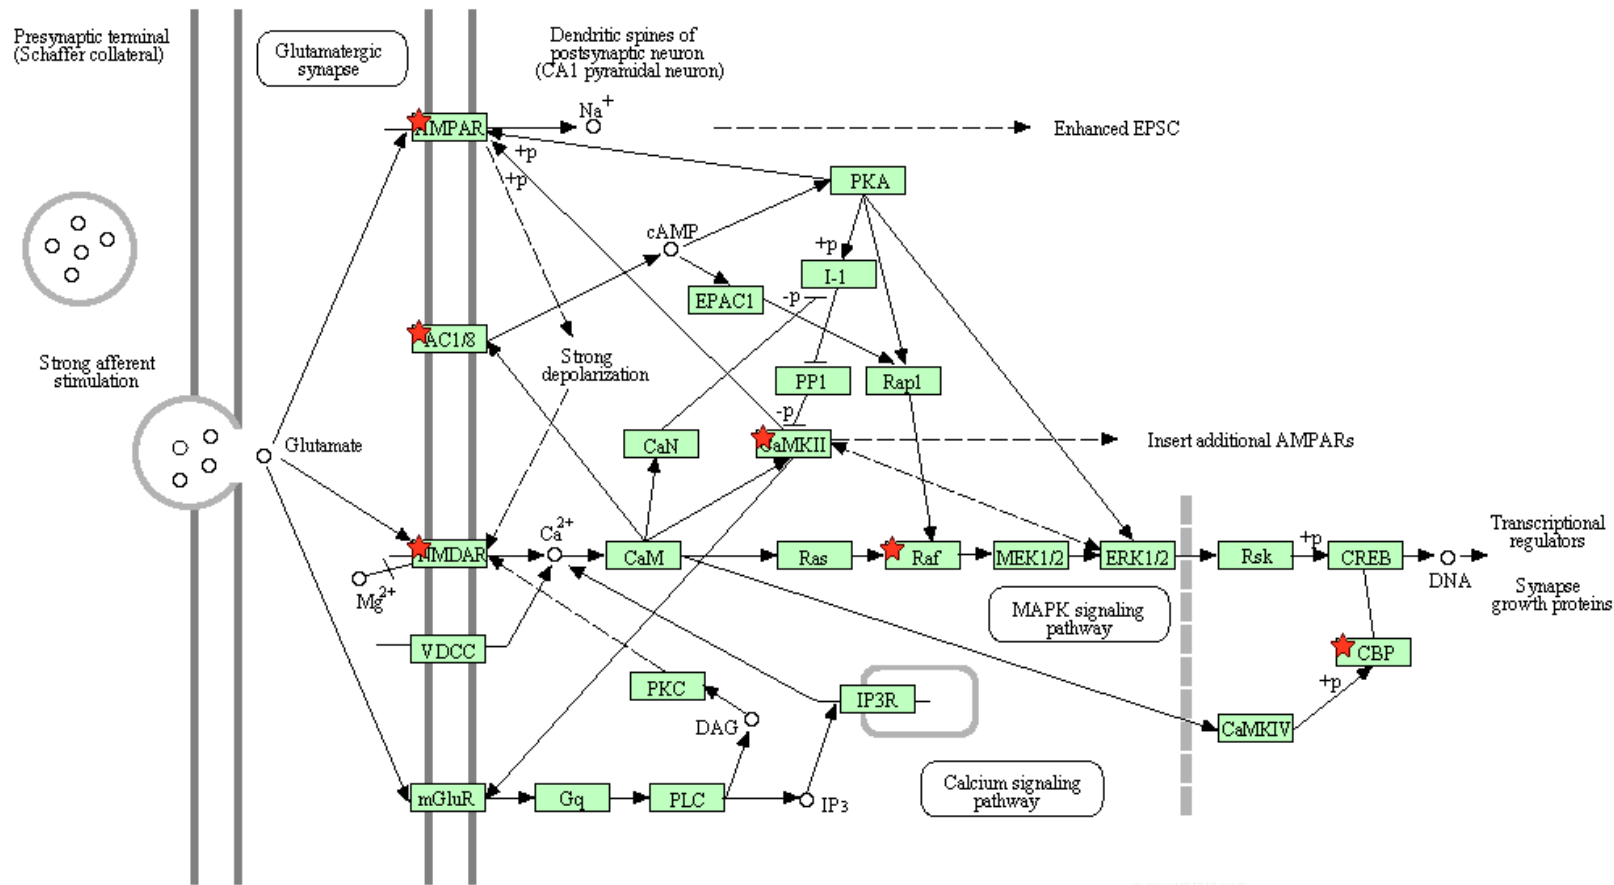 Presynaptic terminal
(Schaffer collateral)
Glutamatergic
synapse
Dendritic spines of
postsynaptic neuron
(CA1 pyramidal neuron)
AMPAR
Na+
Enhanced EPSC
+p
+p
PKA
cAMP
+p
I-1
EPAC1
-p
AC1/8
Strong afferent
stimulation
Strong
depolarization
PP1
Rap1
-p
Glutamate
CaN
CaMKII
Insert additional AMPARs
Ca2+
NMDAR
CaM
Ras
Raf
MEK1/2
ERK1/2
Rsk
+p
CREB
DNA
Transcriptional
regulators
Mg2+
Synapse
growth proteins
MAPK signaling
pathway
VDCC
CBP
+p
PKC
IP3R
DAG
CaMKIV
mGluR
Gq
PLC
IP3
Calcium signaling
pathway